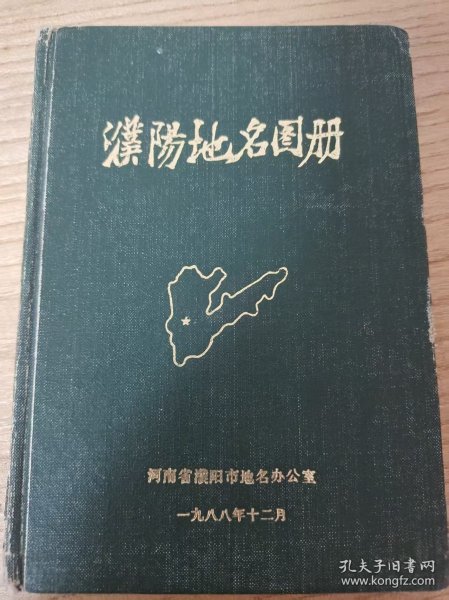 濮陽地名图册
河南省濮阳市地名办公室
一九八八年十二月
孔夫子旧书网
www.kongfz.com